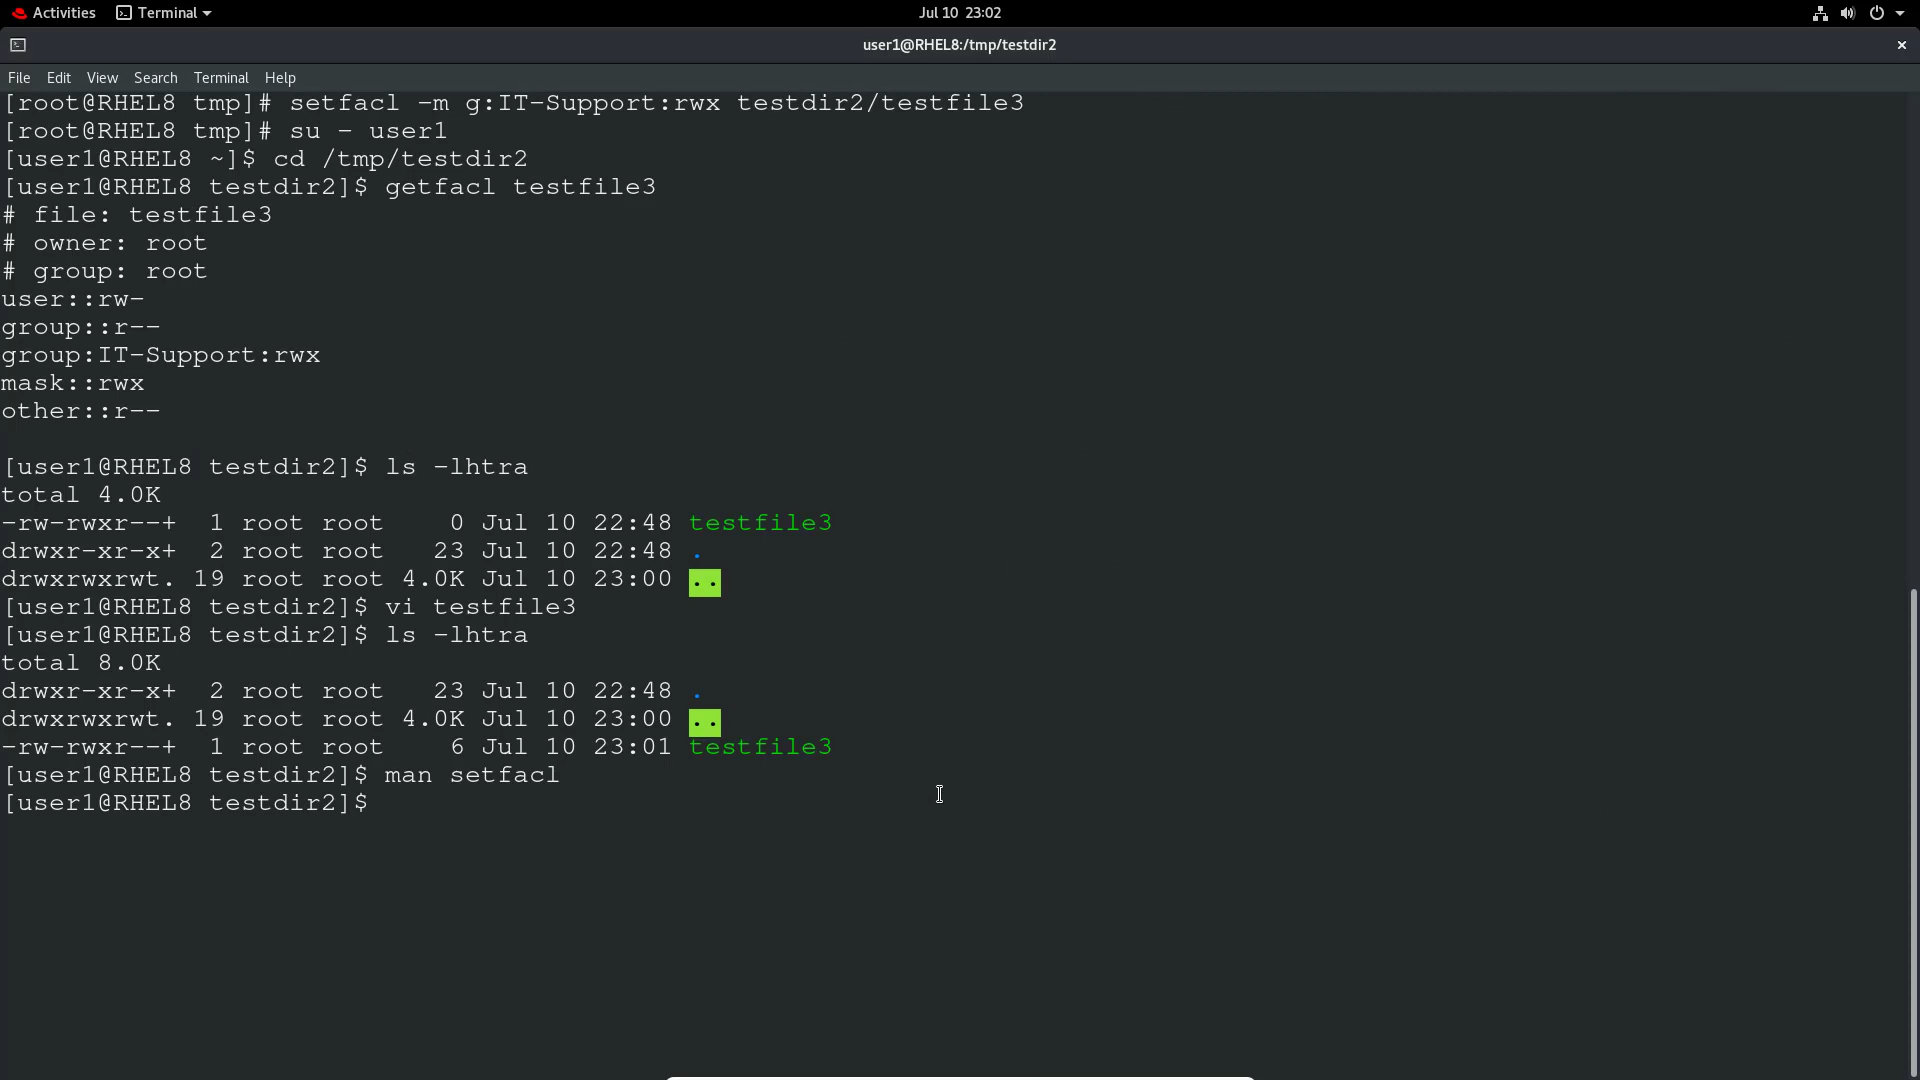 Activities Terminal Jul 10 23:02
user1@RHEL8:/tmp/testdir2 ×
File Edit View Search Terminal Help
[root@RHEL8 tmp]# setfacl -m g:IT-Support:rwx testdir2/testfile3
[root@RHEL8 tmp]# su - user1
[user1@RHEL8 ~]$ cd /tmp/testdir2
[user1@RHEL8 testdir2]$ getfacl testfile3
# file: testfile3
# owner: root
# group: root
user::rw-
group::r--
group:IT-Support:rwx
mask::rwx
other::r--
[user1@RHEL8 testdir2]$ ls -lhtra
total 4.0K
-rw-rwxr--+  1 root root    0 Jul 10 22:48 testfile3
drwxr-xr-x+  2 root root   23 Jul 10 22:48 .
drwxrwxrwt. 19 root root 4.0K Jul 10 23:00 ..
[user1@RHEL8 testdir2]$ vi testfile3
[user1@RHEL8 testdir2]$ ls -lhtra
total 8.0K
drwxr-xr-x+  2 root root   23 Jul 10 22:48 .
drwxrwxrwt. 19 root root 4.0K Jul 10 23:00 ..
-rw-rwxr--+  1 root root    6 Jul 10 23:01 testfile3
[user1@RHEL8 testdir2]$ man setfacl
[user1@RHEL8 testdir2]$